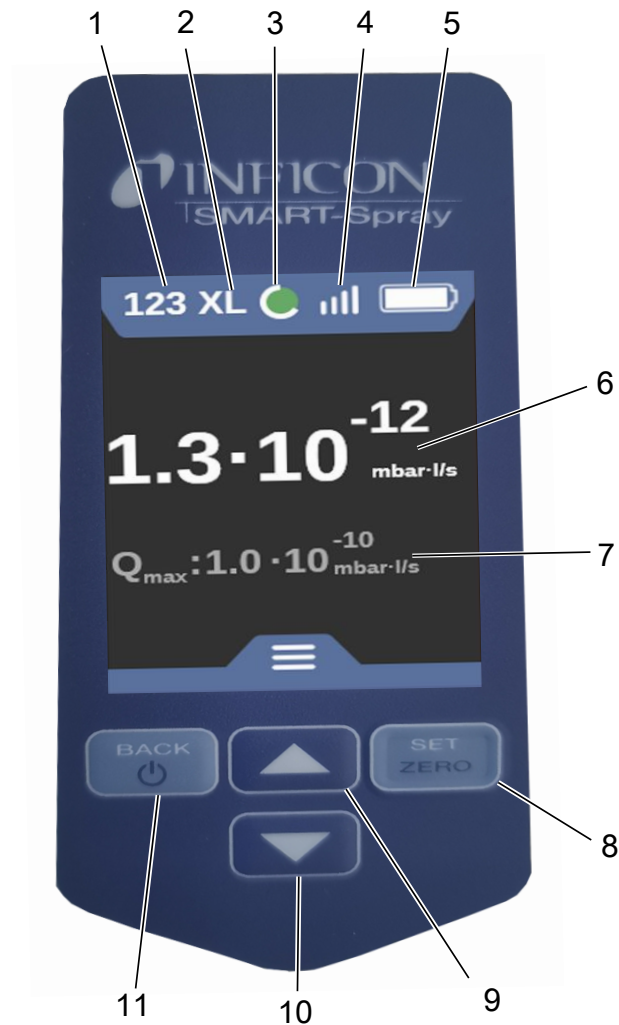 1 2 3 4 5
INFICON
SMART-Spray
123 XL
1.3·10⁻¹² mbar·l/s
6
Qmax:1.0 ·10⁻¹⁰ mbar·l/s
7
BACK
SET
ZERO
8
9
10
11